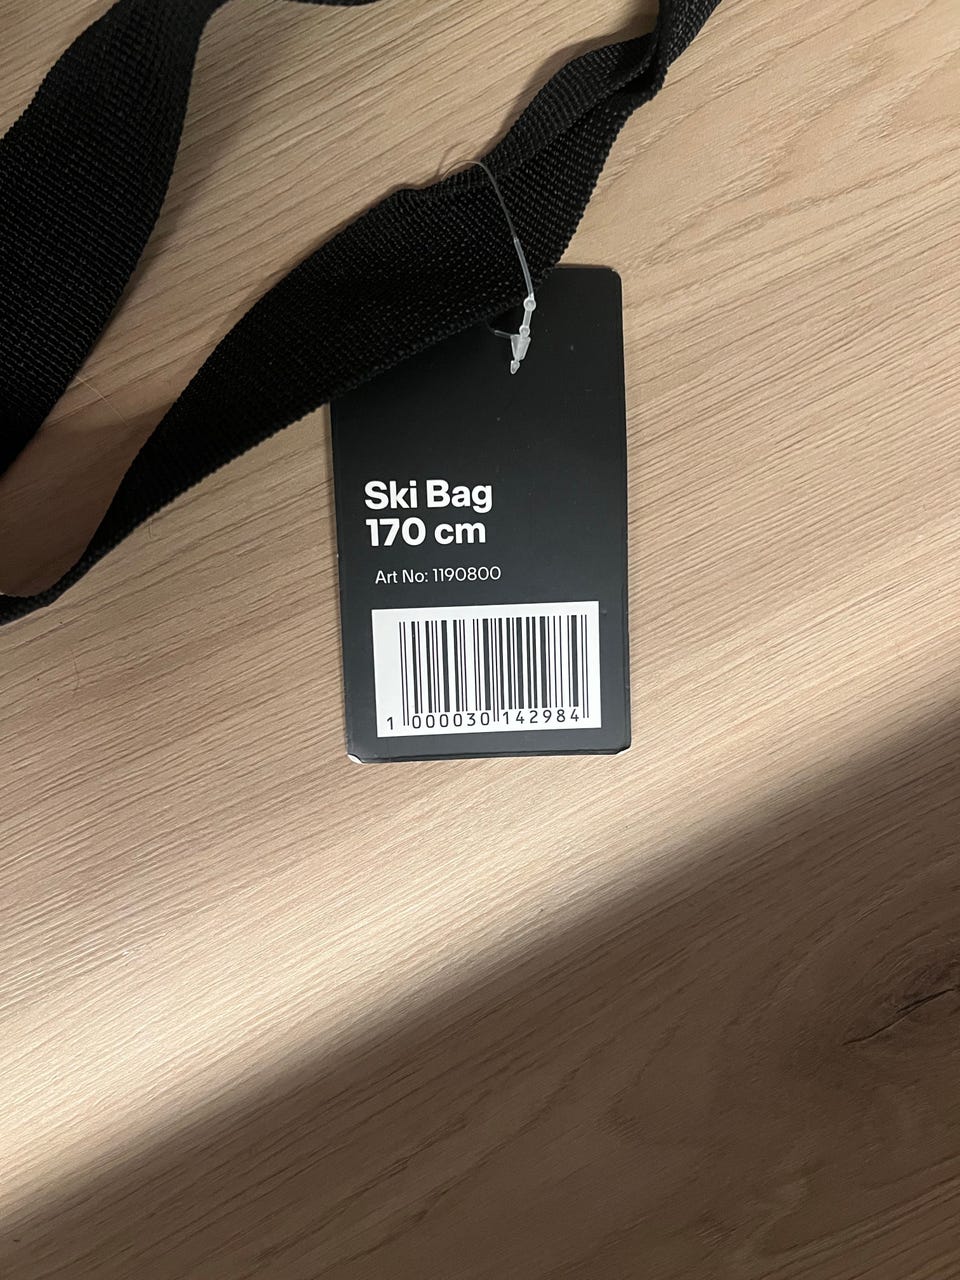 Ski Bag
170 cm
Art No: 1190800
1 000030 142984